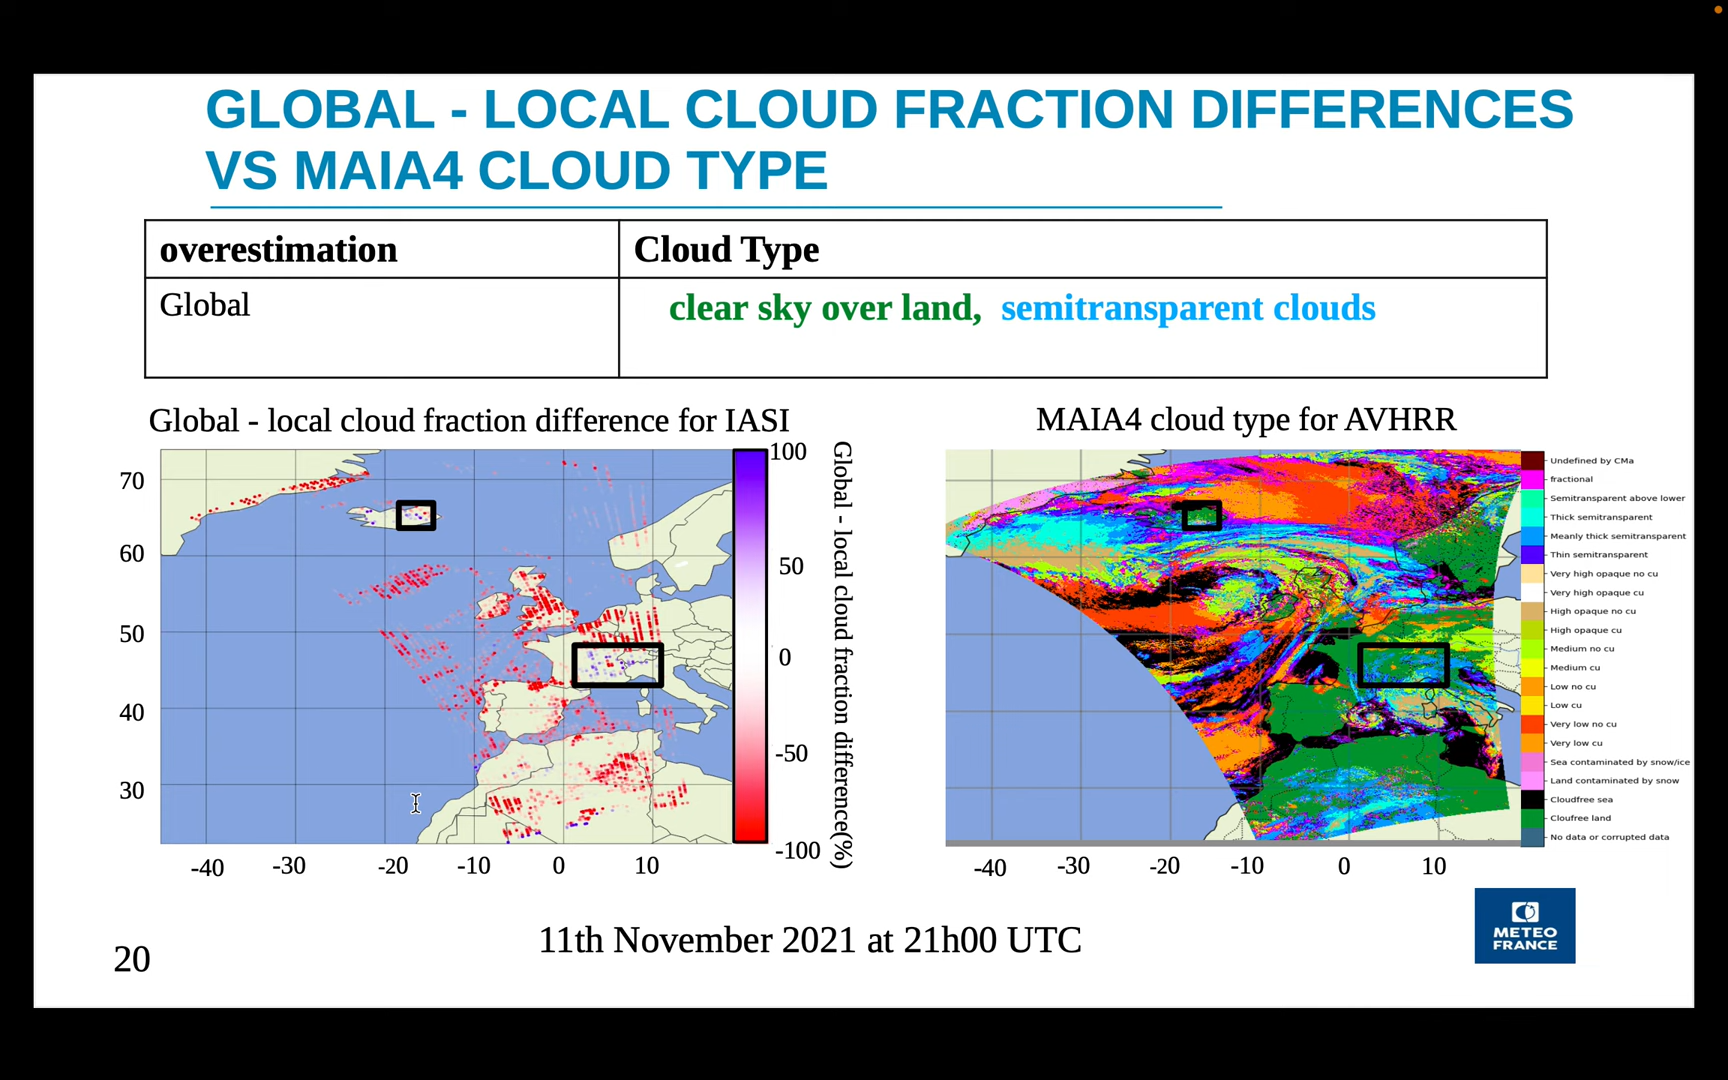 GLOBAL - LOCAL CLOUD FRACTION DIFFERENCES
VS MAIA4 CLOUD TYPE
overestimation
Cloud Type
Global
clear sky over land, semitransparent clouds
Global - local cloud fraction difference for IASI
70
60
50
40
30
-40
-30
-20
-10
0
10
100
50
0
-50
-100
Global - local cloud fraction difference(%)
MAIA4 cloud type for AVHRR
-40
-30
-20
-10
0
10
Undefined by CMa
fractional
Semitransparent above lower
Thick semitransparent
Meanly thick semitransparent
Thin semitransparent
Very high opaque no cu
Very high opaque cu
High opaque no cu
High opaque cu
Medium no cu
Medium cu
Low no cu
Low cu
Very low no cu
Very low cu
Sea contaminated by snow/ice
Land contaminated by snow
Cloudfree sea
Cloufree land
No data or corrupted data
11th November 2021 at 21h00 UTC
METEO
FRANCE
20